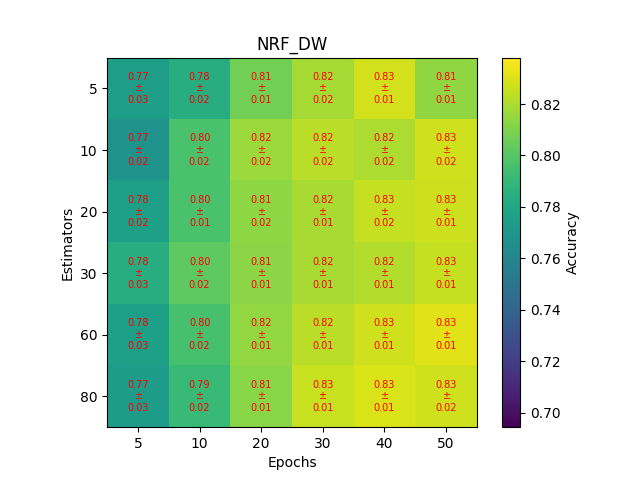 NRF_DW
0.77 0.78 0.81 0.82 0.83 0.81
± ± ± ± ± ±
0.03 0.02 0.01 0.02 0.01 0.01
5
0.77 0.80 0.82 0.82 0.82 0.83
± ± ± ± ± ±
0.02 0.02 0.02 0.02 0.02 0.02
10
0.78 0.80 0.81 0.82 0.83 0.83
± ± ± ± ± ±
0.02 0.01 0.02 0.01 0.02 0.01
20
0.78 0.80 0.81 0.82 0.82 0.83
± ± ± ± ± ±
0.03 0.02 0.01 0.01 0.01 0.01
30
0.78 0.80 0.82 0.82 0.83 0.83
± ± ± ± ± ±
0.03 0.02 0.01 0.01 0.01 0.01
60
0.77 0.79 0.81 0.83 0.83 0.83
± ± ± ± ± ±
0.03 0.02 0.01 0.01 0.01 0.02
80
5 10 20 30 40 50
Epochs
Estimators
0.82
0.80
0.78
0.76
0.74
0.72
0.70
Accuracy